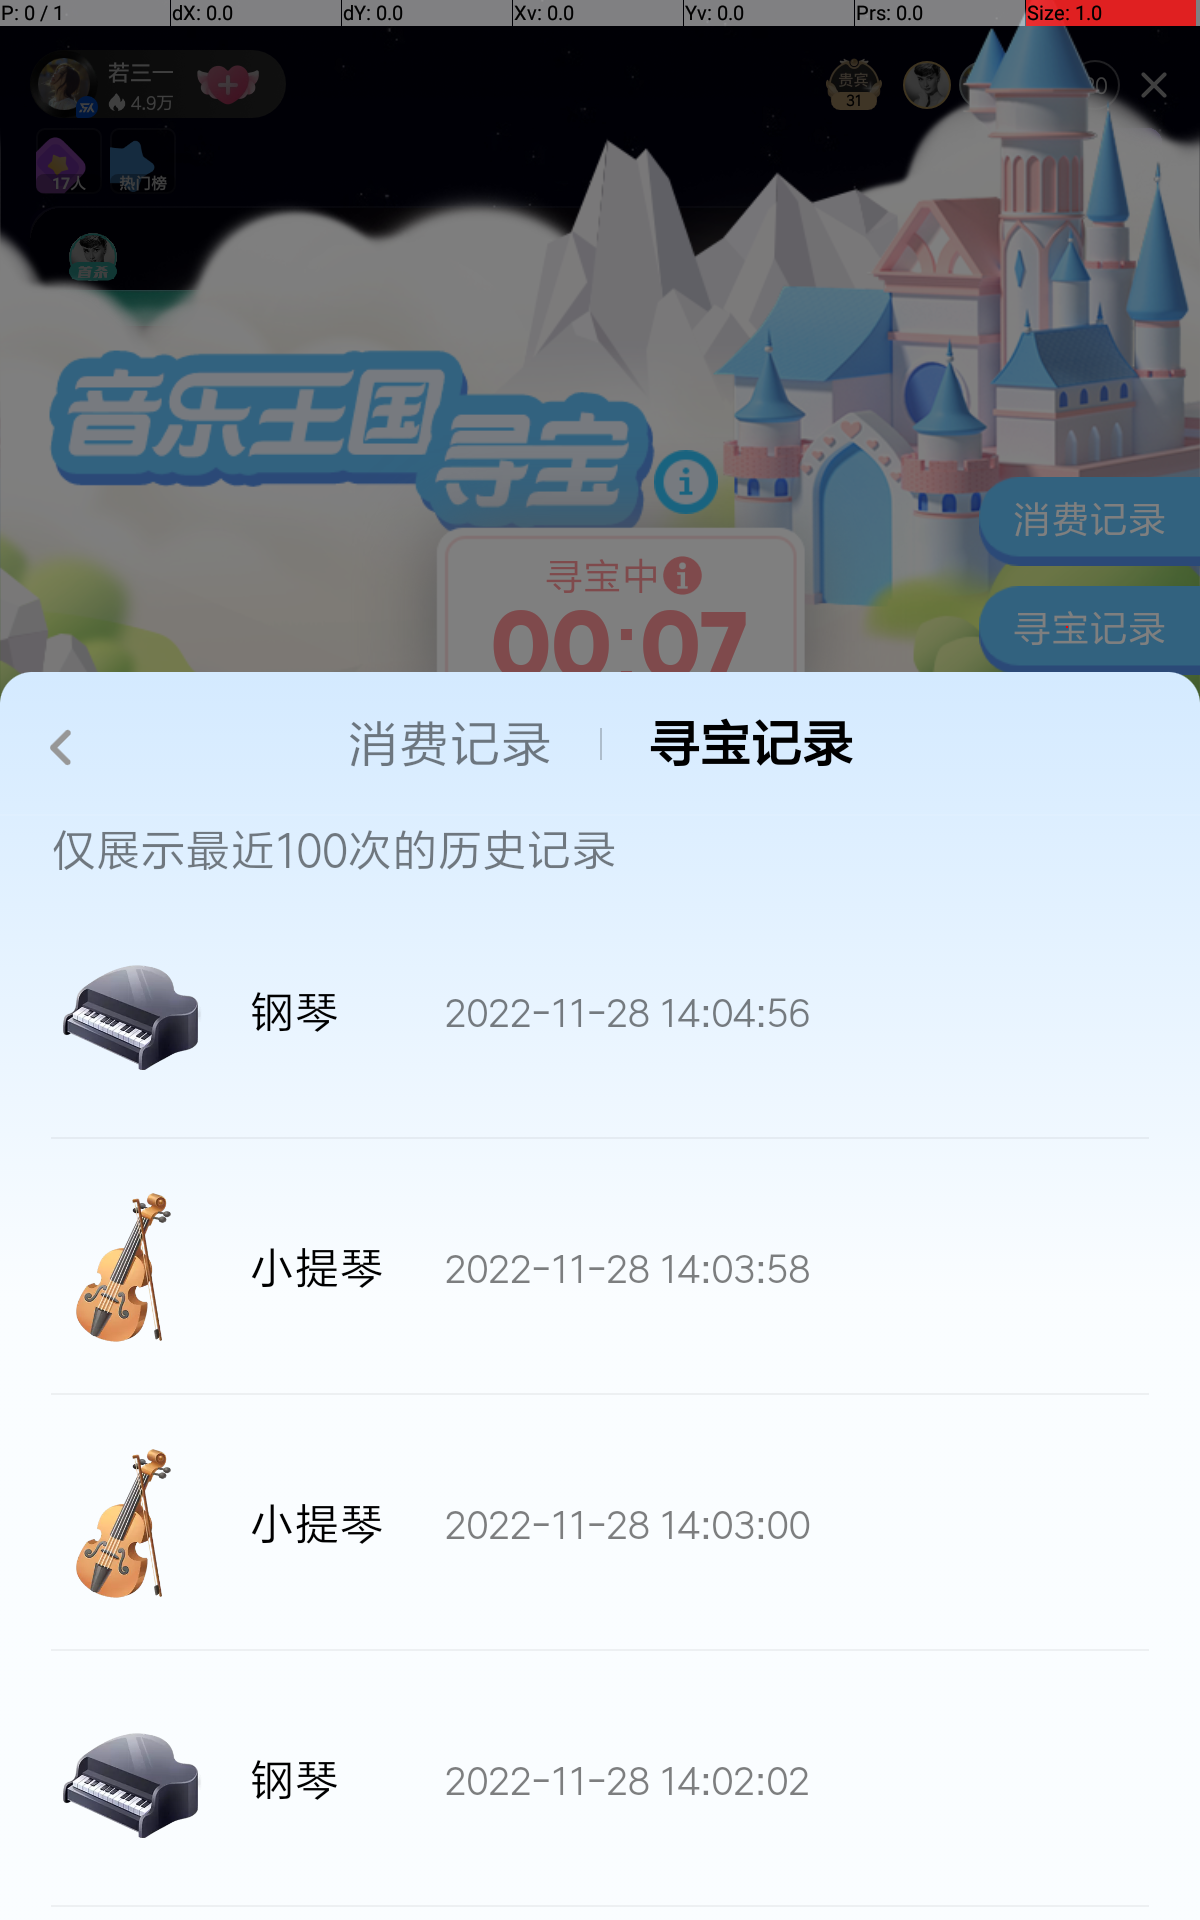 P: 0 / 1 dX: 0.0 dY: 0.0 Xv: 0.0 Yv: 0.0 Prs: 0.0 Size: 1.0
若三一
4.9万
贵宾
31
17人 热门榜
首杀
音乐王国
寻宝
消费记录
寻宝中
00:07
寻宝记录
消费记录 寻宝记录
仅展示最近100次的历史记录
钢琴 2022-11-28 14:04:56
小提琴 2022-11-28 14:03:58
小提琴 2022-11-28 14:03:00
钢琴 2022-11-28 14:02:02